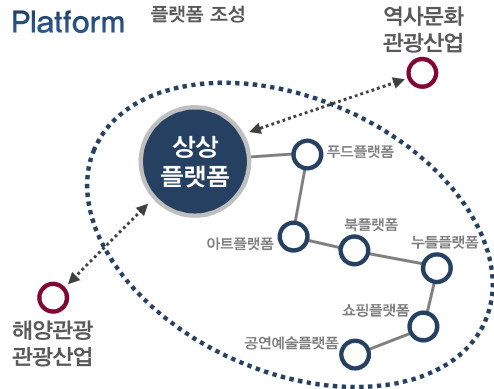 Platform 플랫폼 조성
역사문화
관광산업
상상
플랫폼
푸드플랫폼
아트플랫폼
북플랫폼
누들플랫폼
쇼핑플랫폼
공연예술플랫폼
해양관광
관광산업